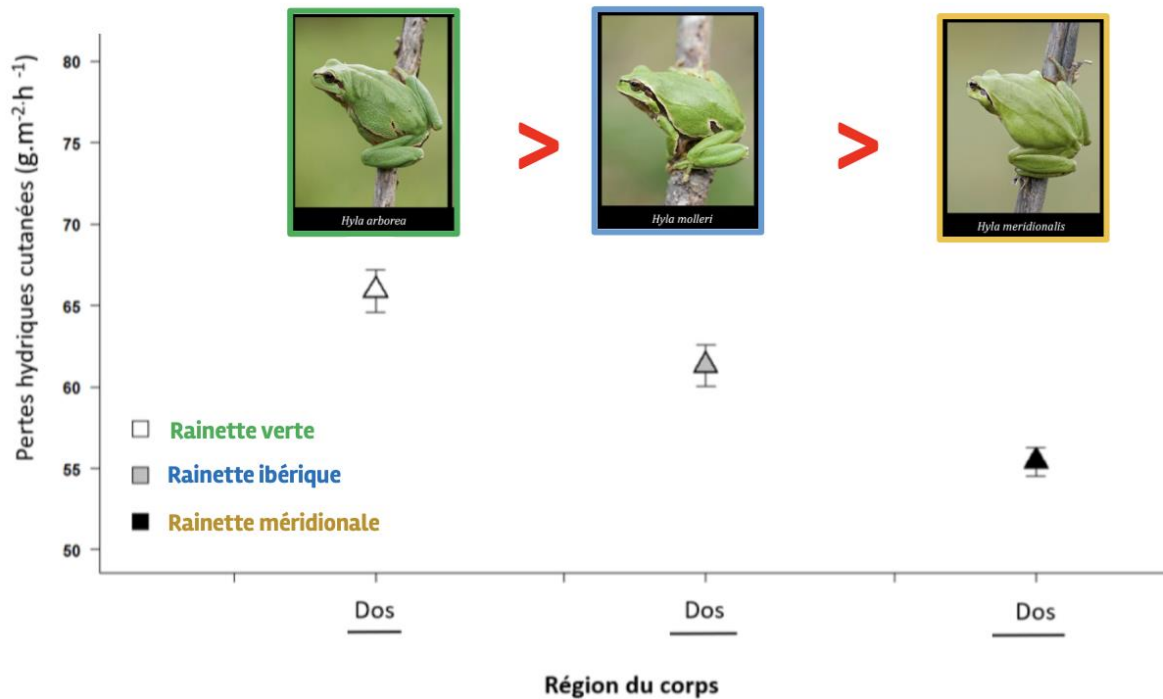 Hyla arborea
>
Hyla molleri
>
Hyla meridionalis
Pertes hydriques cutanées (g.m-2.h -1)
80
75
70
65
60
55
50
Rainette verte
Rainette ibérique
Rainette méridionale
Dos
Dos
Dos
Région du corps